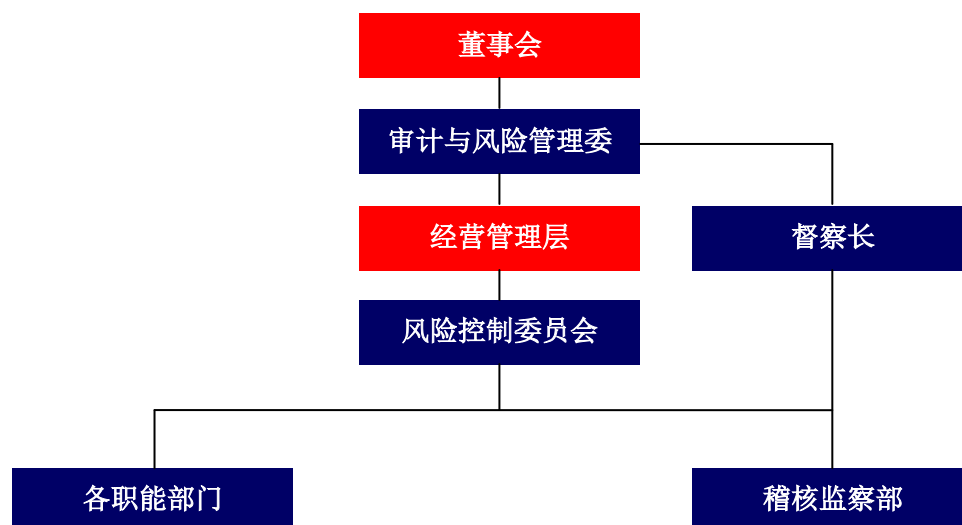 董事会
审计与风险管理委
经营管理层
督察长
风险控制委员会
各职能部门
稽核监察部